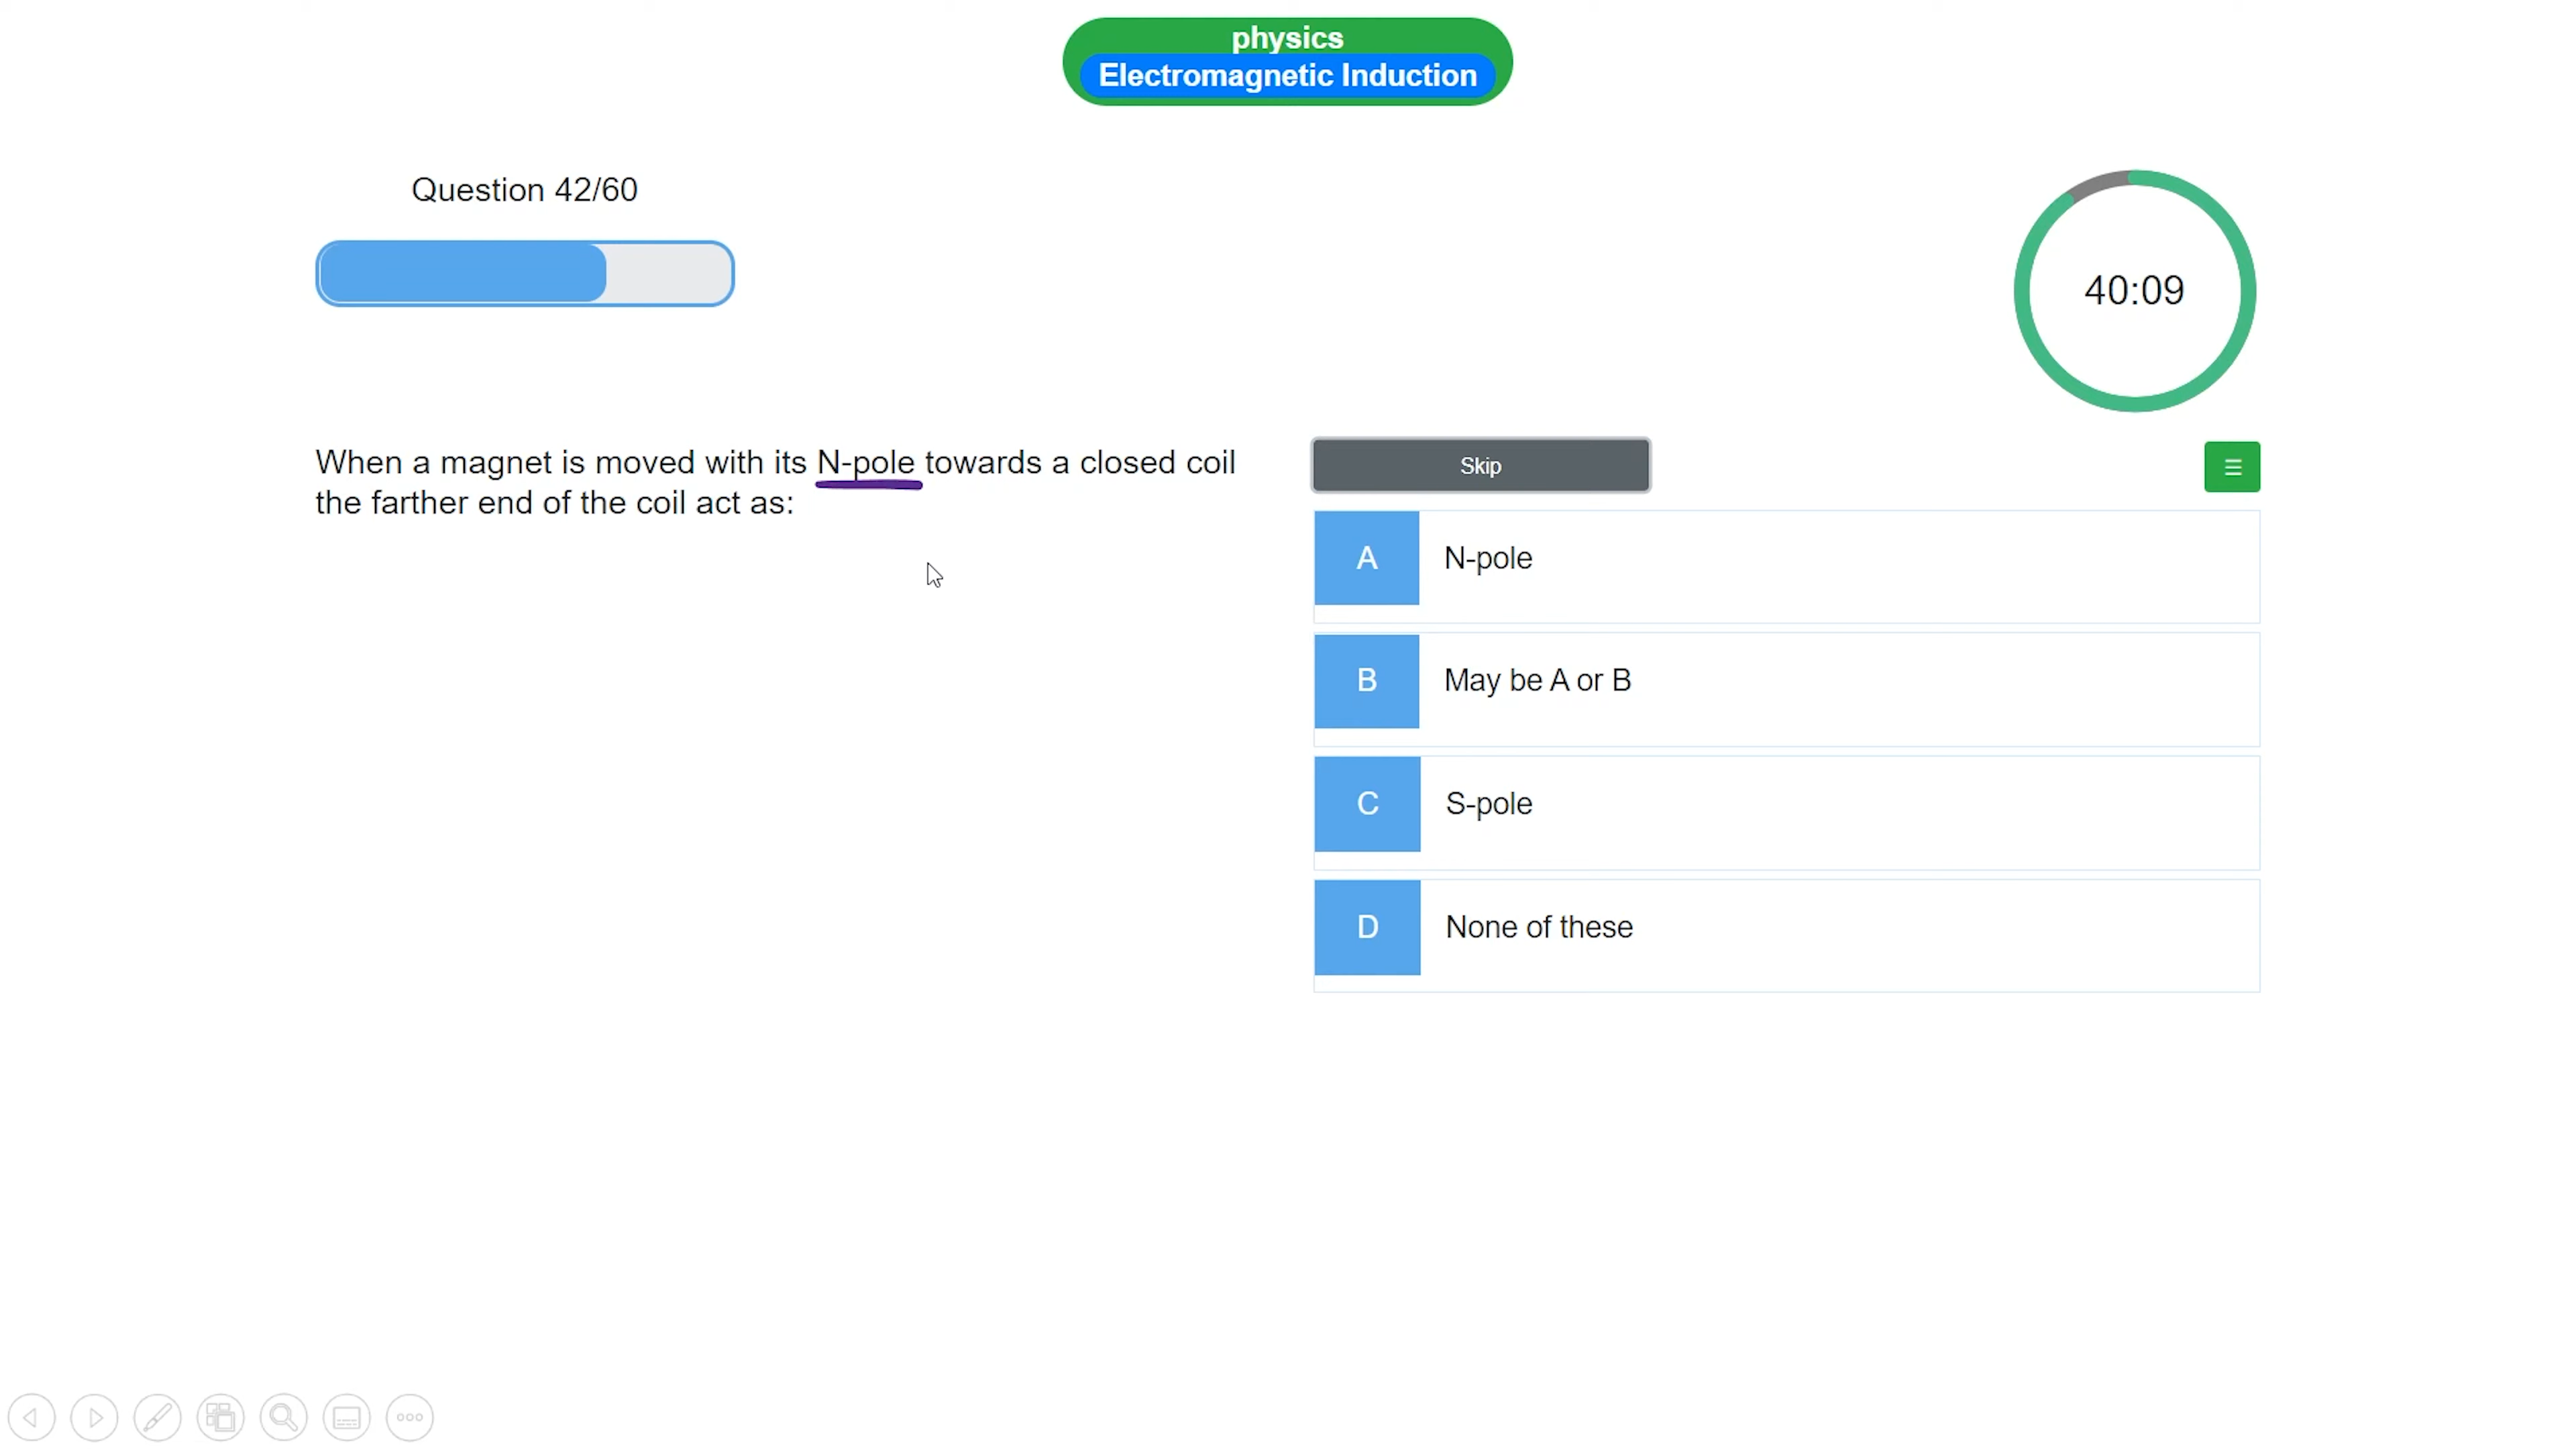 physics
Electromagnetic Induction
Question 42/60
40:09
When a magnet is moved with its N-pole towards a closed coil
the farther end of the coil act as:
Skip
A N-pole
B May be A or B
C S-pole
D None of these